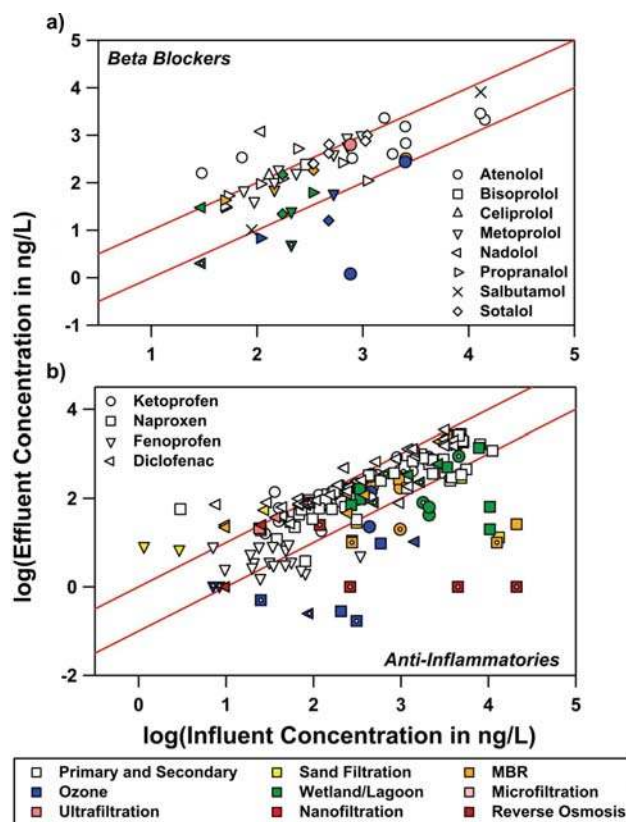 a)
Beta Blockers
5
4
3
2
1
0
-1
1 2 3 4 5
Atenolol
Bisoprolol
Celiprolol
Metoprolol
Nadolol
Propranalol
Salbutamol
Sotalol
b)
Ketoprofen
Naproxen
Fenoprofen
Diclofenac
4
2
0
-2
0 1 2 3 4 5
Anti-Inflammatories
log(Effluent Concentration in ng/L)
log(Influent Concentration in ng/L)
Primary and Secondary Sand Filtration MBR
Ozone Wetland/Lagoon Microfiltration
Ultrafiltration Nanofiltration Reverse Osmosis